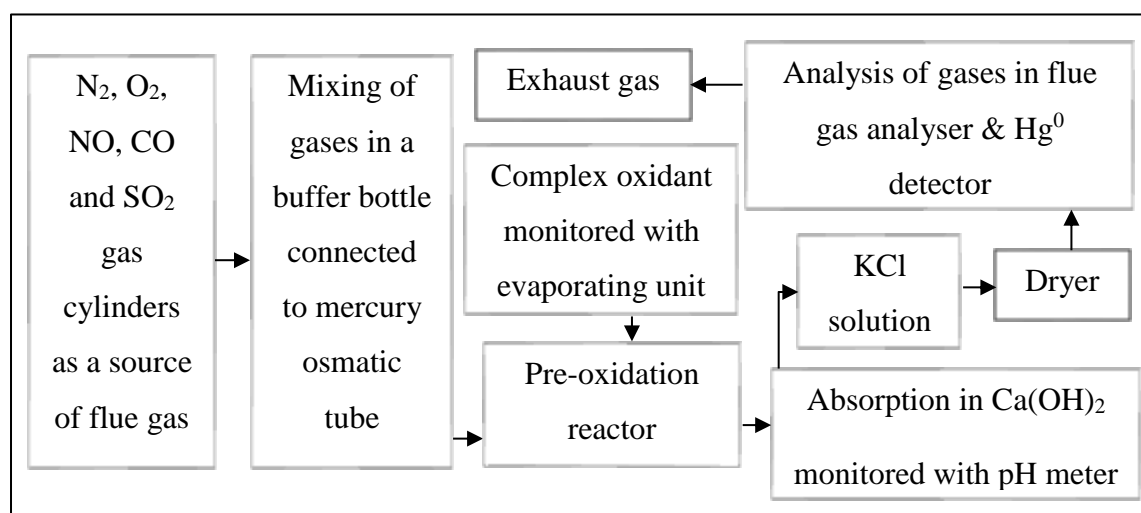 N₂, O₂,
NO, CO
and SO₂
gas
cylinders
as a source
of flue gas
Mixing of
gases in a
buffer bottle
connected
to mercury
osmatic
tube
Exhaust gas
Complex oxidant
monitored with
evaporating unit
Pre-oxidation
reactor
Analysis of gases in flue
gas analyser & Hg⁰
detector
KCl
solution
Dryer
Absorption in Ca(OH)₂
monitored with pH meter